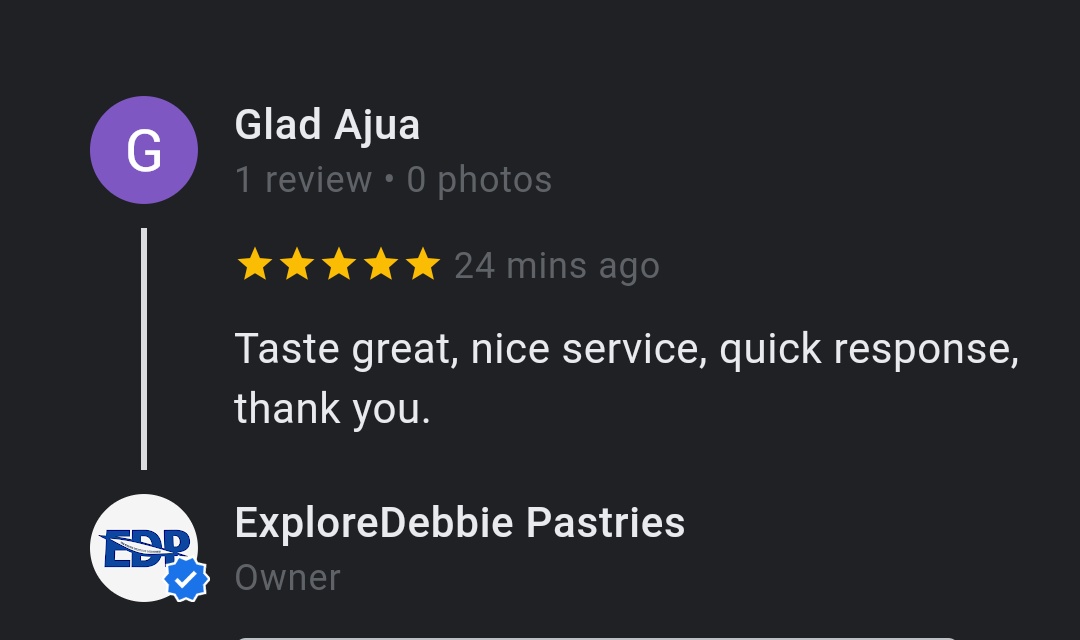 G
Glad Ajua
1 review • 0 photos
24 mins ago
Taste great, nice service, quick response,
thank you.
EDP
ExploreDebbie Pastries
Owner